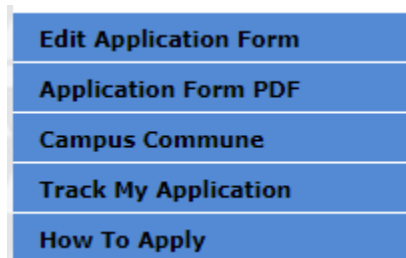 Edit Application Form
Application Form PDF
Campus Commune
Track My Application
How To Apply